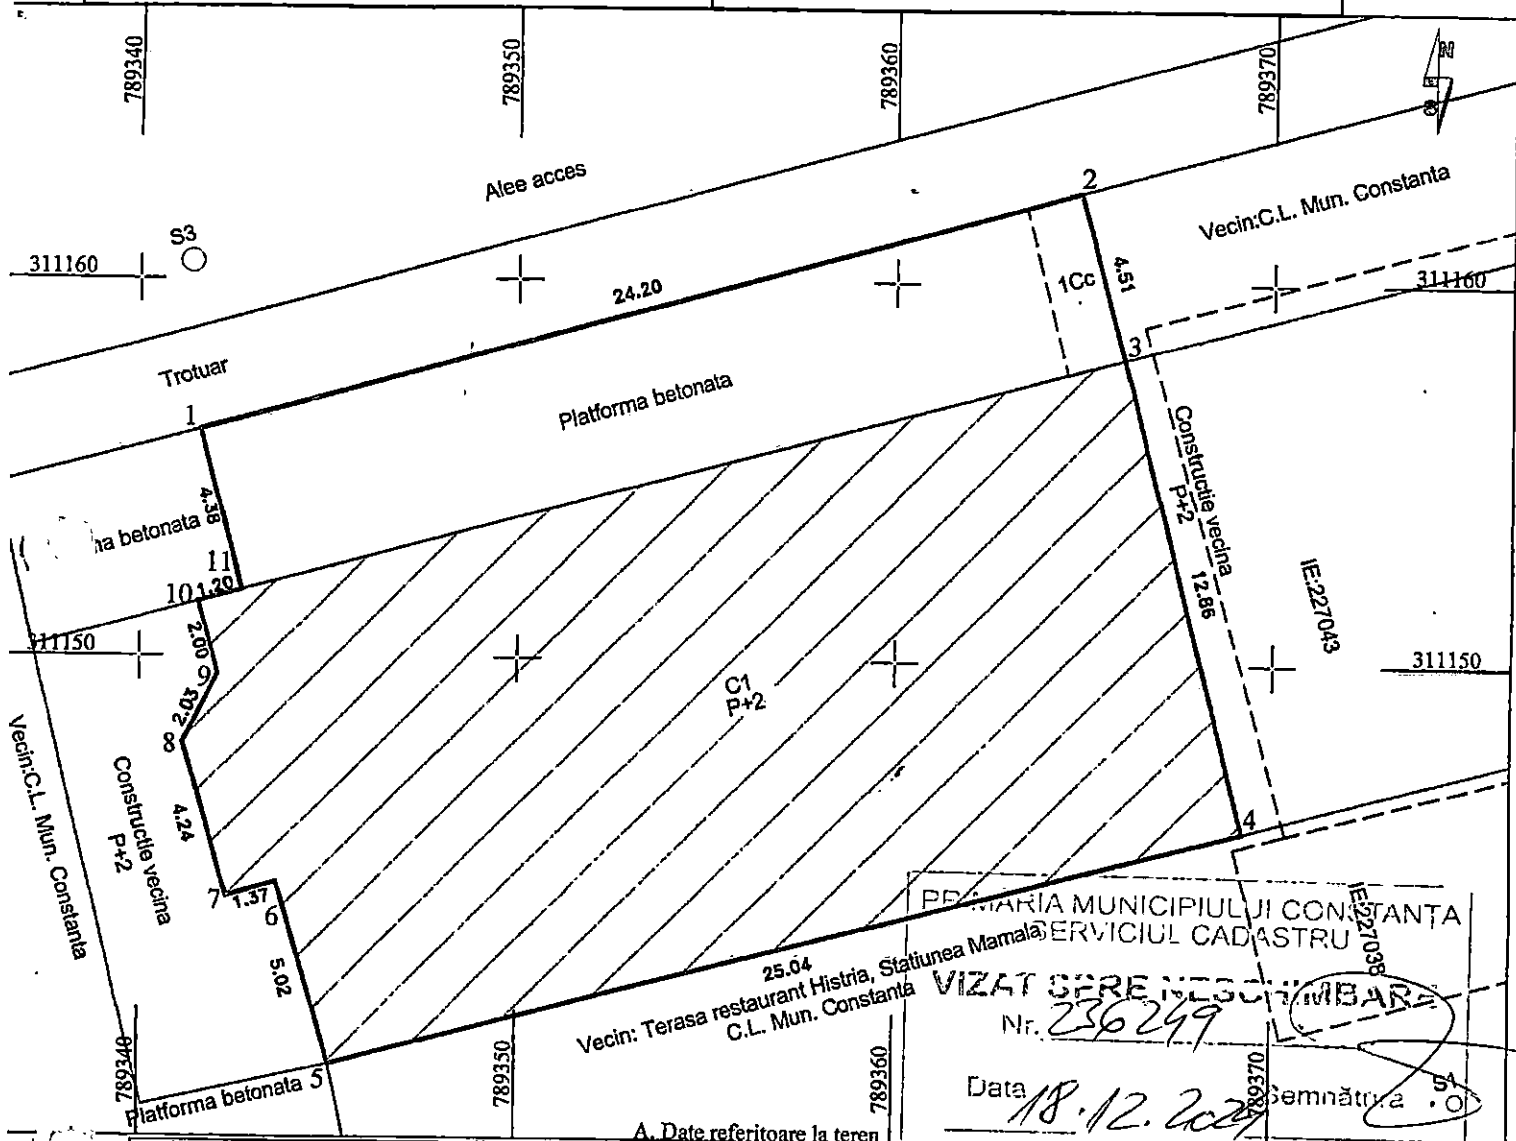 789340
789350
789360
789370
N
S
Alee acces
2
Vecin:C.L. Mun. Constanta
S3
311160
311160
24.20
1Cc
4.51
3
Trotuar
Platforma betonata
1
4.38
betonata
11
10
1.20
2.00
9
2.03
8
4.24
7
1.37
6
5.02
5
311150
311150
C1
P+2
Constructie vecina
P+2
12.86
IE:227043
4
Vecin:C.L. Mun. Constanta
Constructie vecina
P+2
25.04
Vecin: Terasa restaurant Histria, Statiunea Mamaia
C.L. Mun. Constanta
IE:227038
PRIMARIA MUNICIPIULUI CONSTANTA
SERVICIUL CADASTRU
VIZAT SPRE NESCHIMBARE
Nr. 236249
Data 18.12.
Semnătura
S1
789340
789350
789360
789370
Platforma betonata
A. Date referitoare la teren